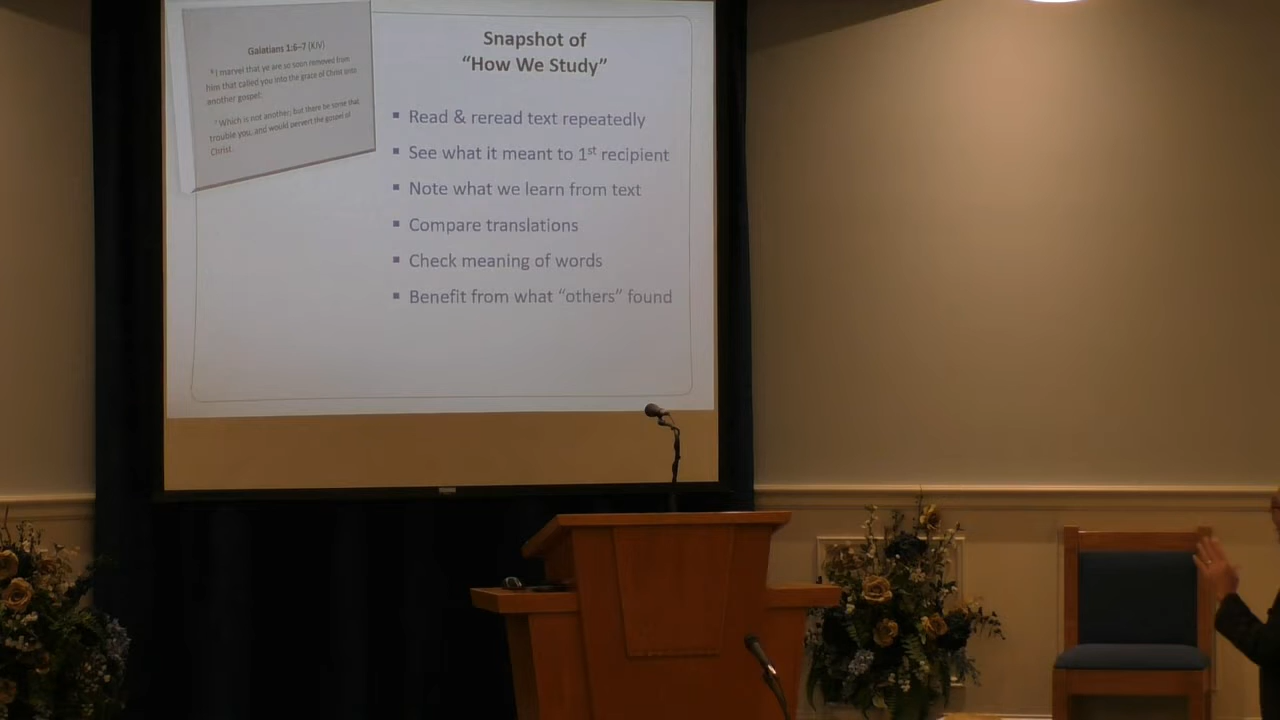 Galatians 1:6–7 (KJV)
⁶ I marvel that ye are so soon removed from
him that called you into the grace of Christ unto
another gospel:
⁷ Which is not another; but there be some that
trouble you, and would pervert the gospel of
Christ.
Snapshot of
“How We Study”
▪ Read & reread text repeatedly
▪ See what it meant to 1st recipient
▪ Note what we learn from text
▪ Compare translations
▪ Check meaning of words
▪ Benefit from what “others” found